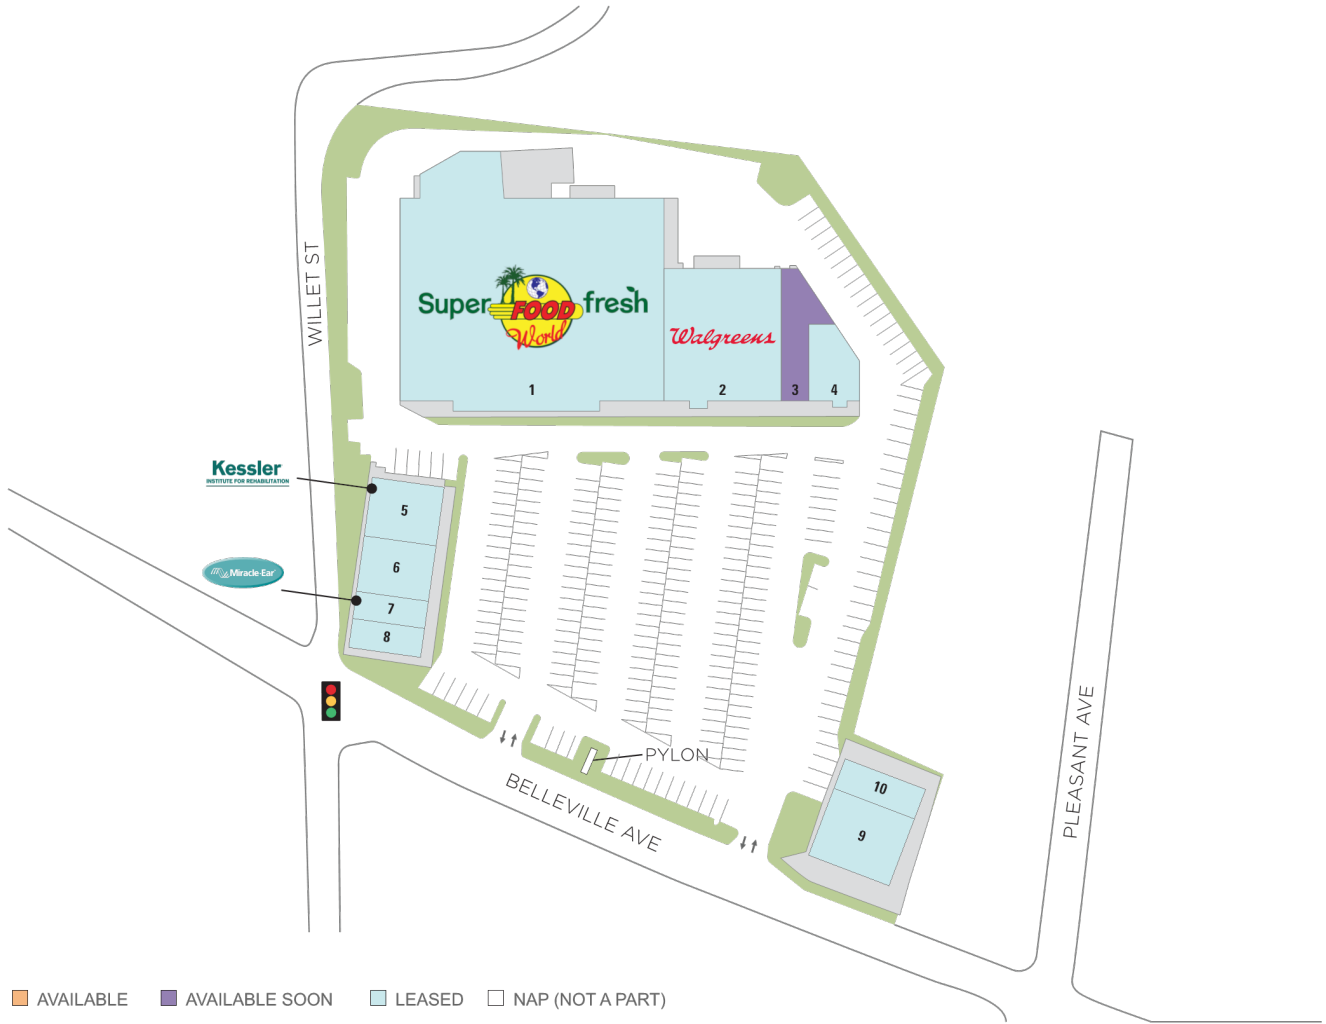 WILLET ST
Super FOOD World fresh
Walgreens
1
2
3
4
Kessler
INSTITUTE FOR REHABILITATION
5
6
Miracle-Ear®
7
8
PYLON
BELLEVILLE AVE
10
9
PLEASANT AVE
AVAILABLE
AVAILABLE SOON
LEASED
NAP (NOT A PART)